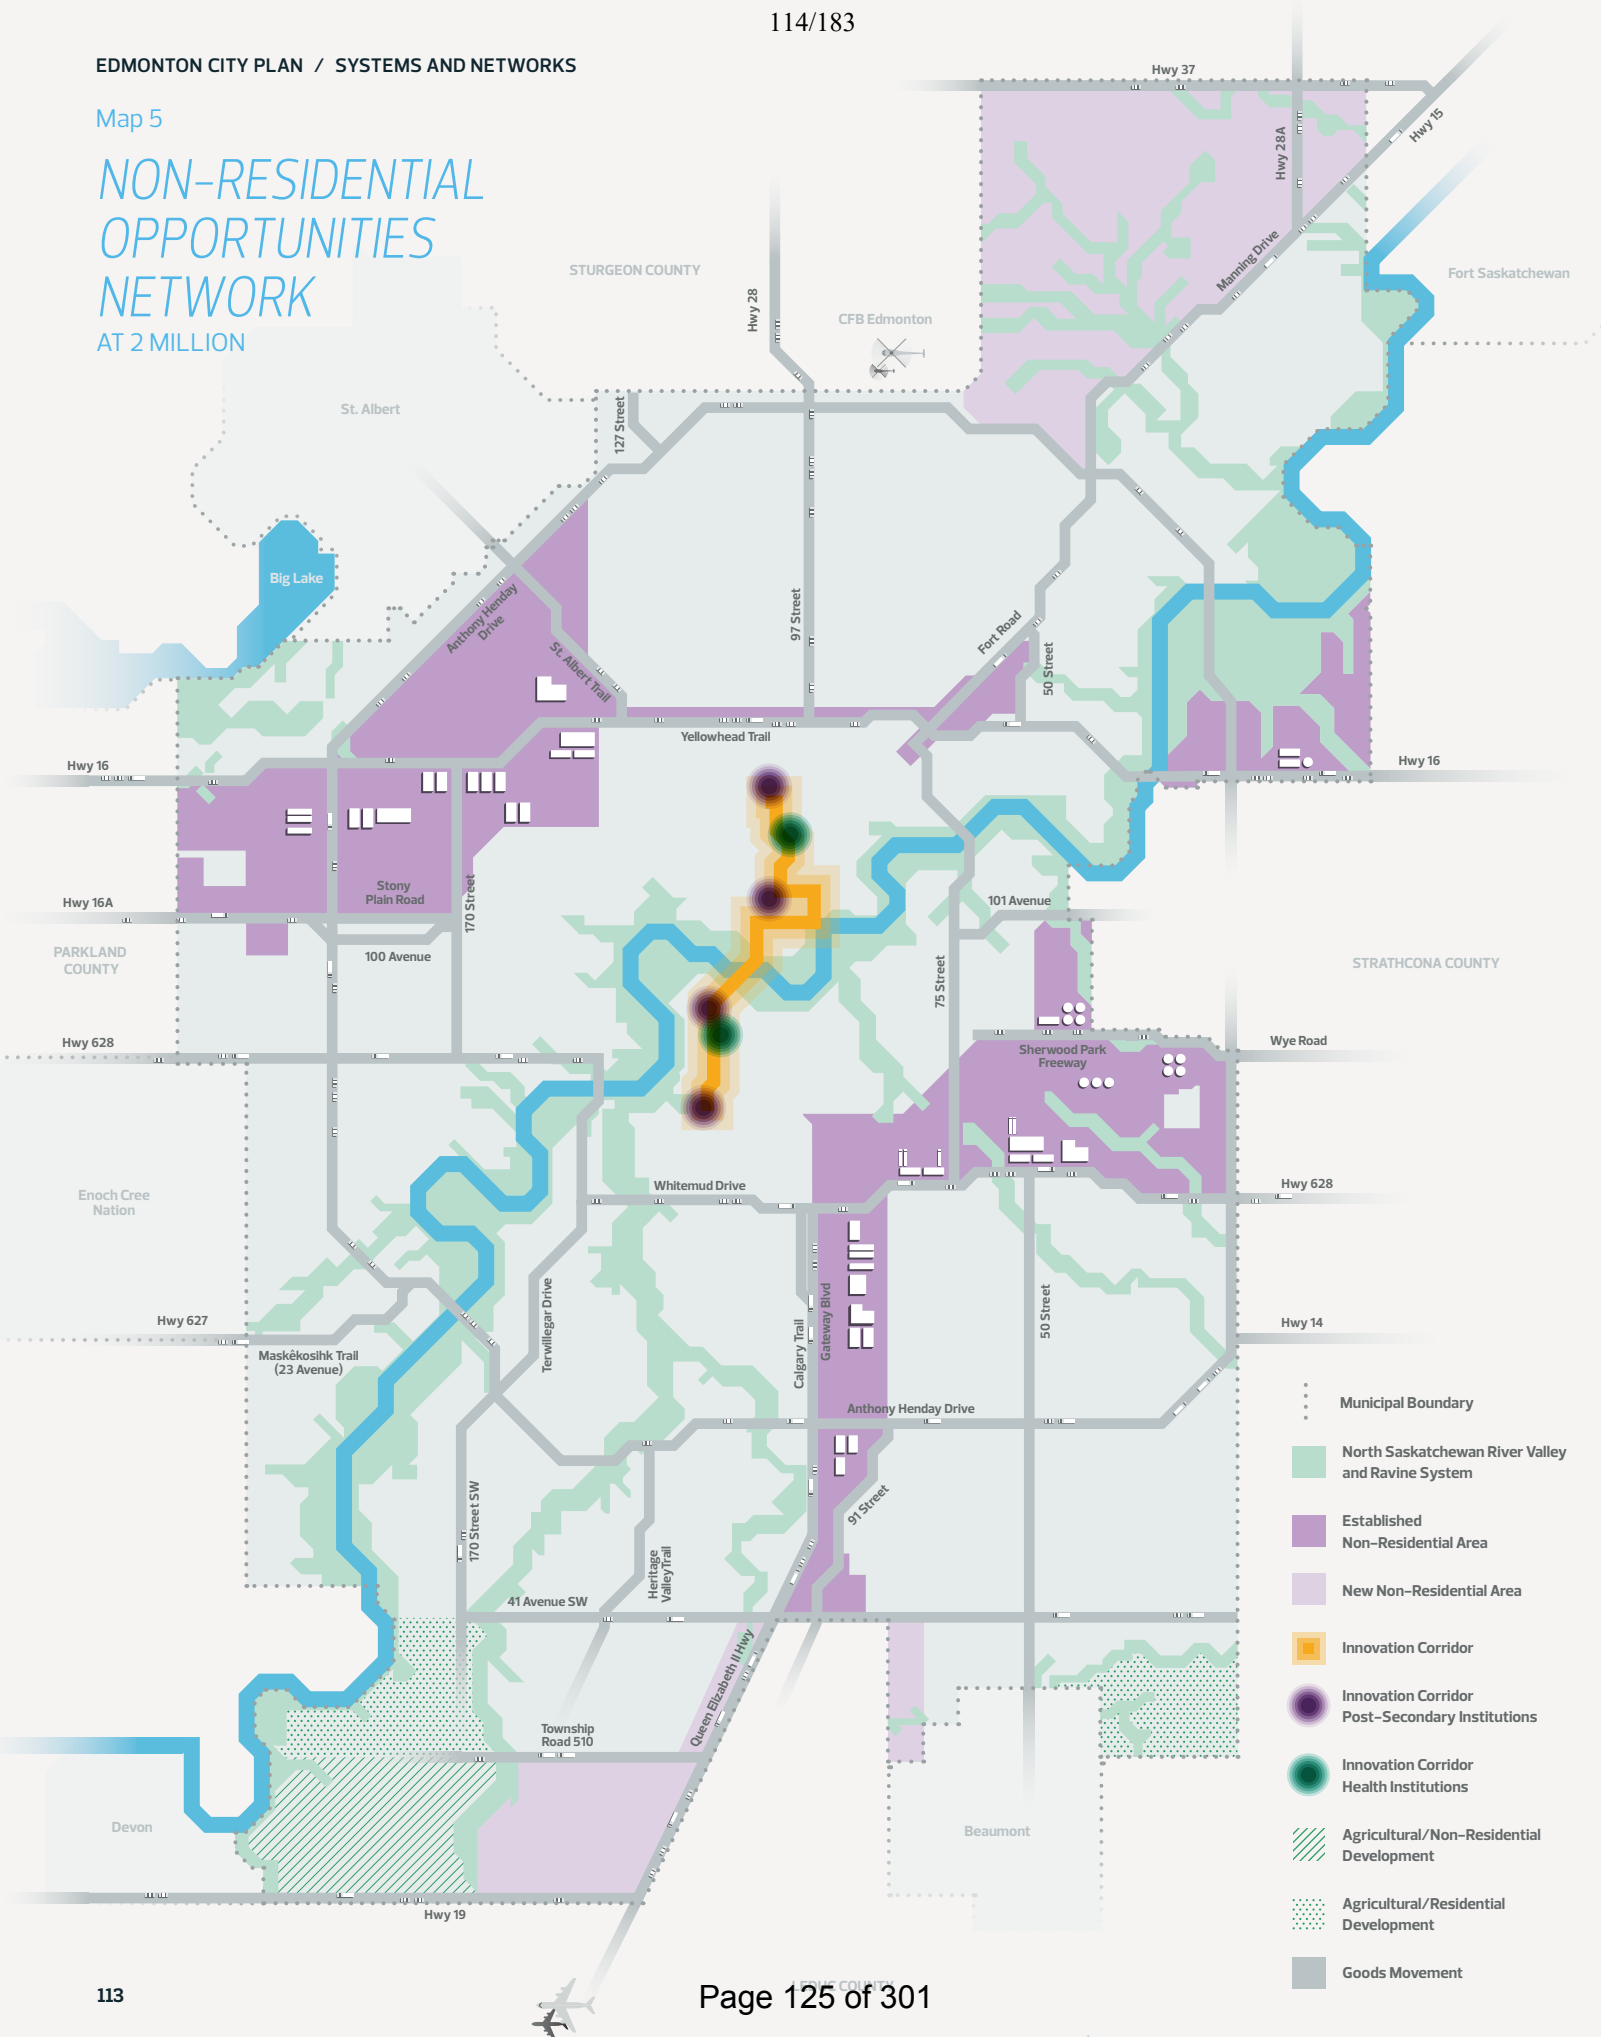 114/183
EDMONTON CITY PLAN / SYSTEMS AND NETWORKS
Map 5
NON-RESIDENTIAL
OPPORTUNITIES
NETWORK
AT 2 MILLION
Hwy 37
Hwy 28A
Hwy 15
STURGEON COUNTY
Hwy 28
CFB Edmonton
Manning Drive
Fort Saskatchewan
St. Albert
127 Street
Big Lake
Anthony Henday
Drive
St. Albert Trail
97 Street
Fort Road
50 Street
Yellowhead Trail
Hwy 16
Hwy 16
Stony
Plain Road
170 Street
Hwy 16A
101 Avenue
PARKLAND
COUNTY
100 Avenue
75 Street
STRATHCONA COUNTY
Hwy 628
Sherwood Park
Freeway
Wye Road
Enoch Cree
Nation
Whitemud Drive
Hwy 628
Terwillegar Drive
Calgary Trail
Gateway Blvd
50 Street
Hwy 627
Hwy 14
Maskêkosihk Trail
(23 Avenue)
Anthony Henday Drive
170 Street SW
91 Street
Heritage
Valley Trail
41 Avenue SW
Queen Elizabeth II Hwy
Township
Road 510
Devon
Beaumont
Hwy 19
LEDUC COUNTY
Municipal Boundary
North Saskatchewan River Valley
and Ravine System
Established
Non-Residential Area
New Non-Residential Area
Innovation Corridor
Innovation Corridor
Post-Secondary Institutions
Innovation Corridor
Health Institutions
Agricultural/Non-Residential
Development
Agricultural/Residential
Development
Goods Movement
113
Page 125 of 301